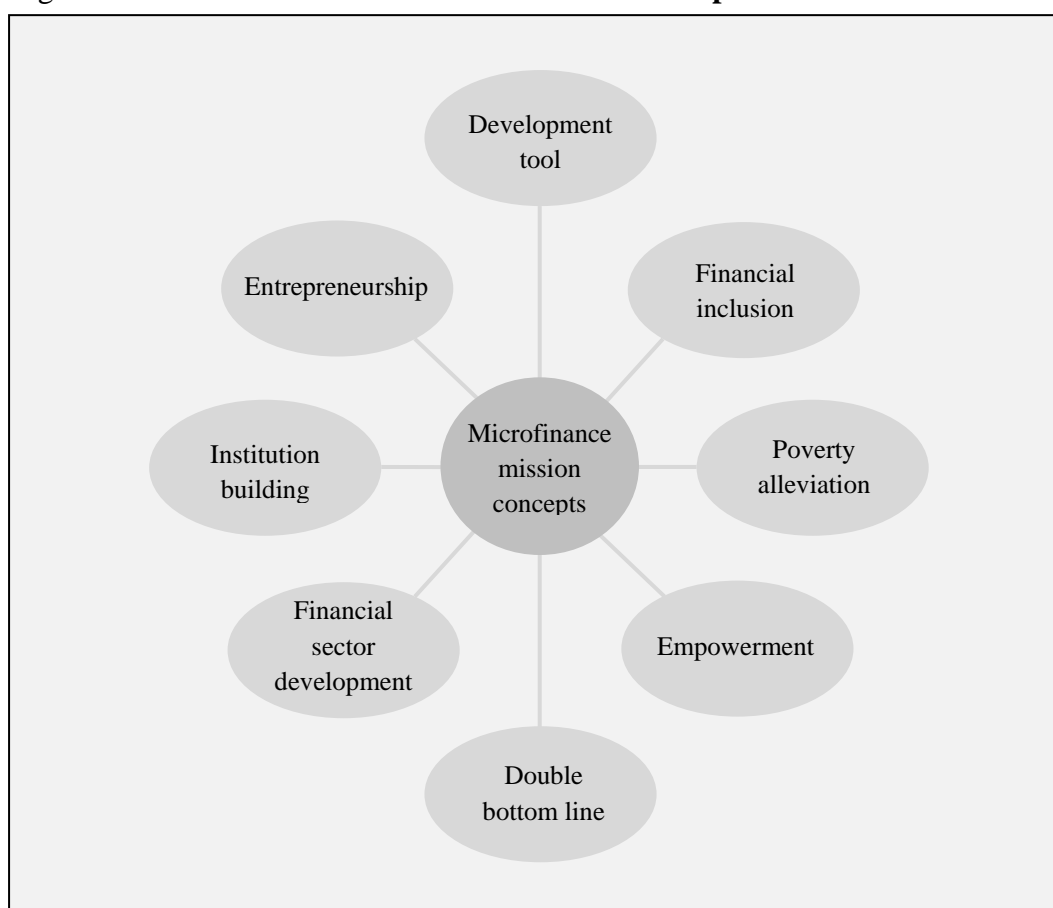 Development
tool
Entrepreneurship
Financial
inclusion
Microfinance
mission
concepts
Institution
building
Poverty
alleviation
Financial
sector
development
Empowerment
Double
bottom line